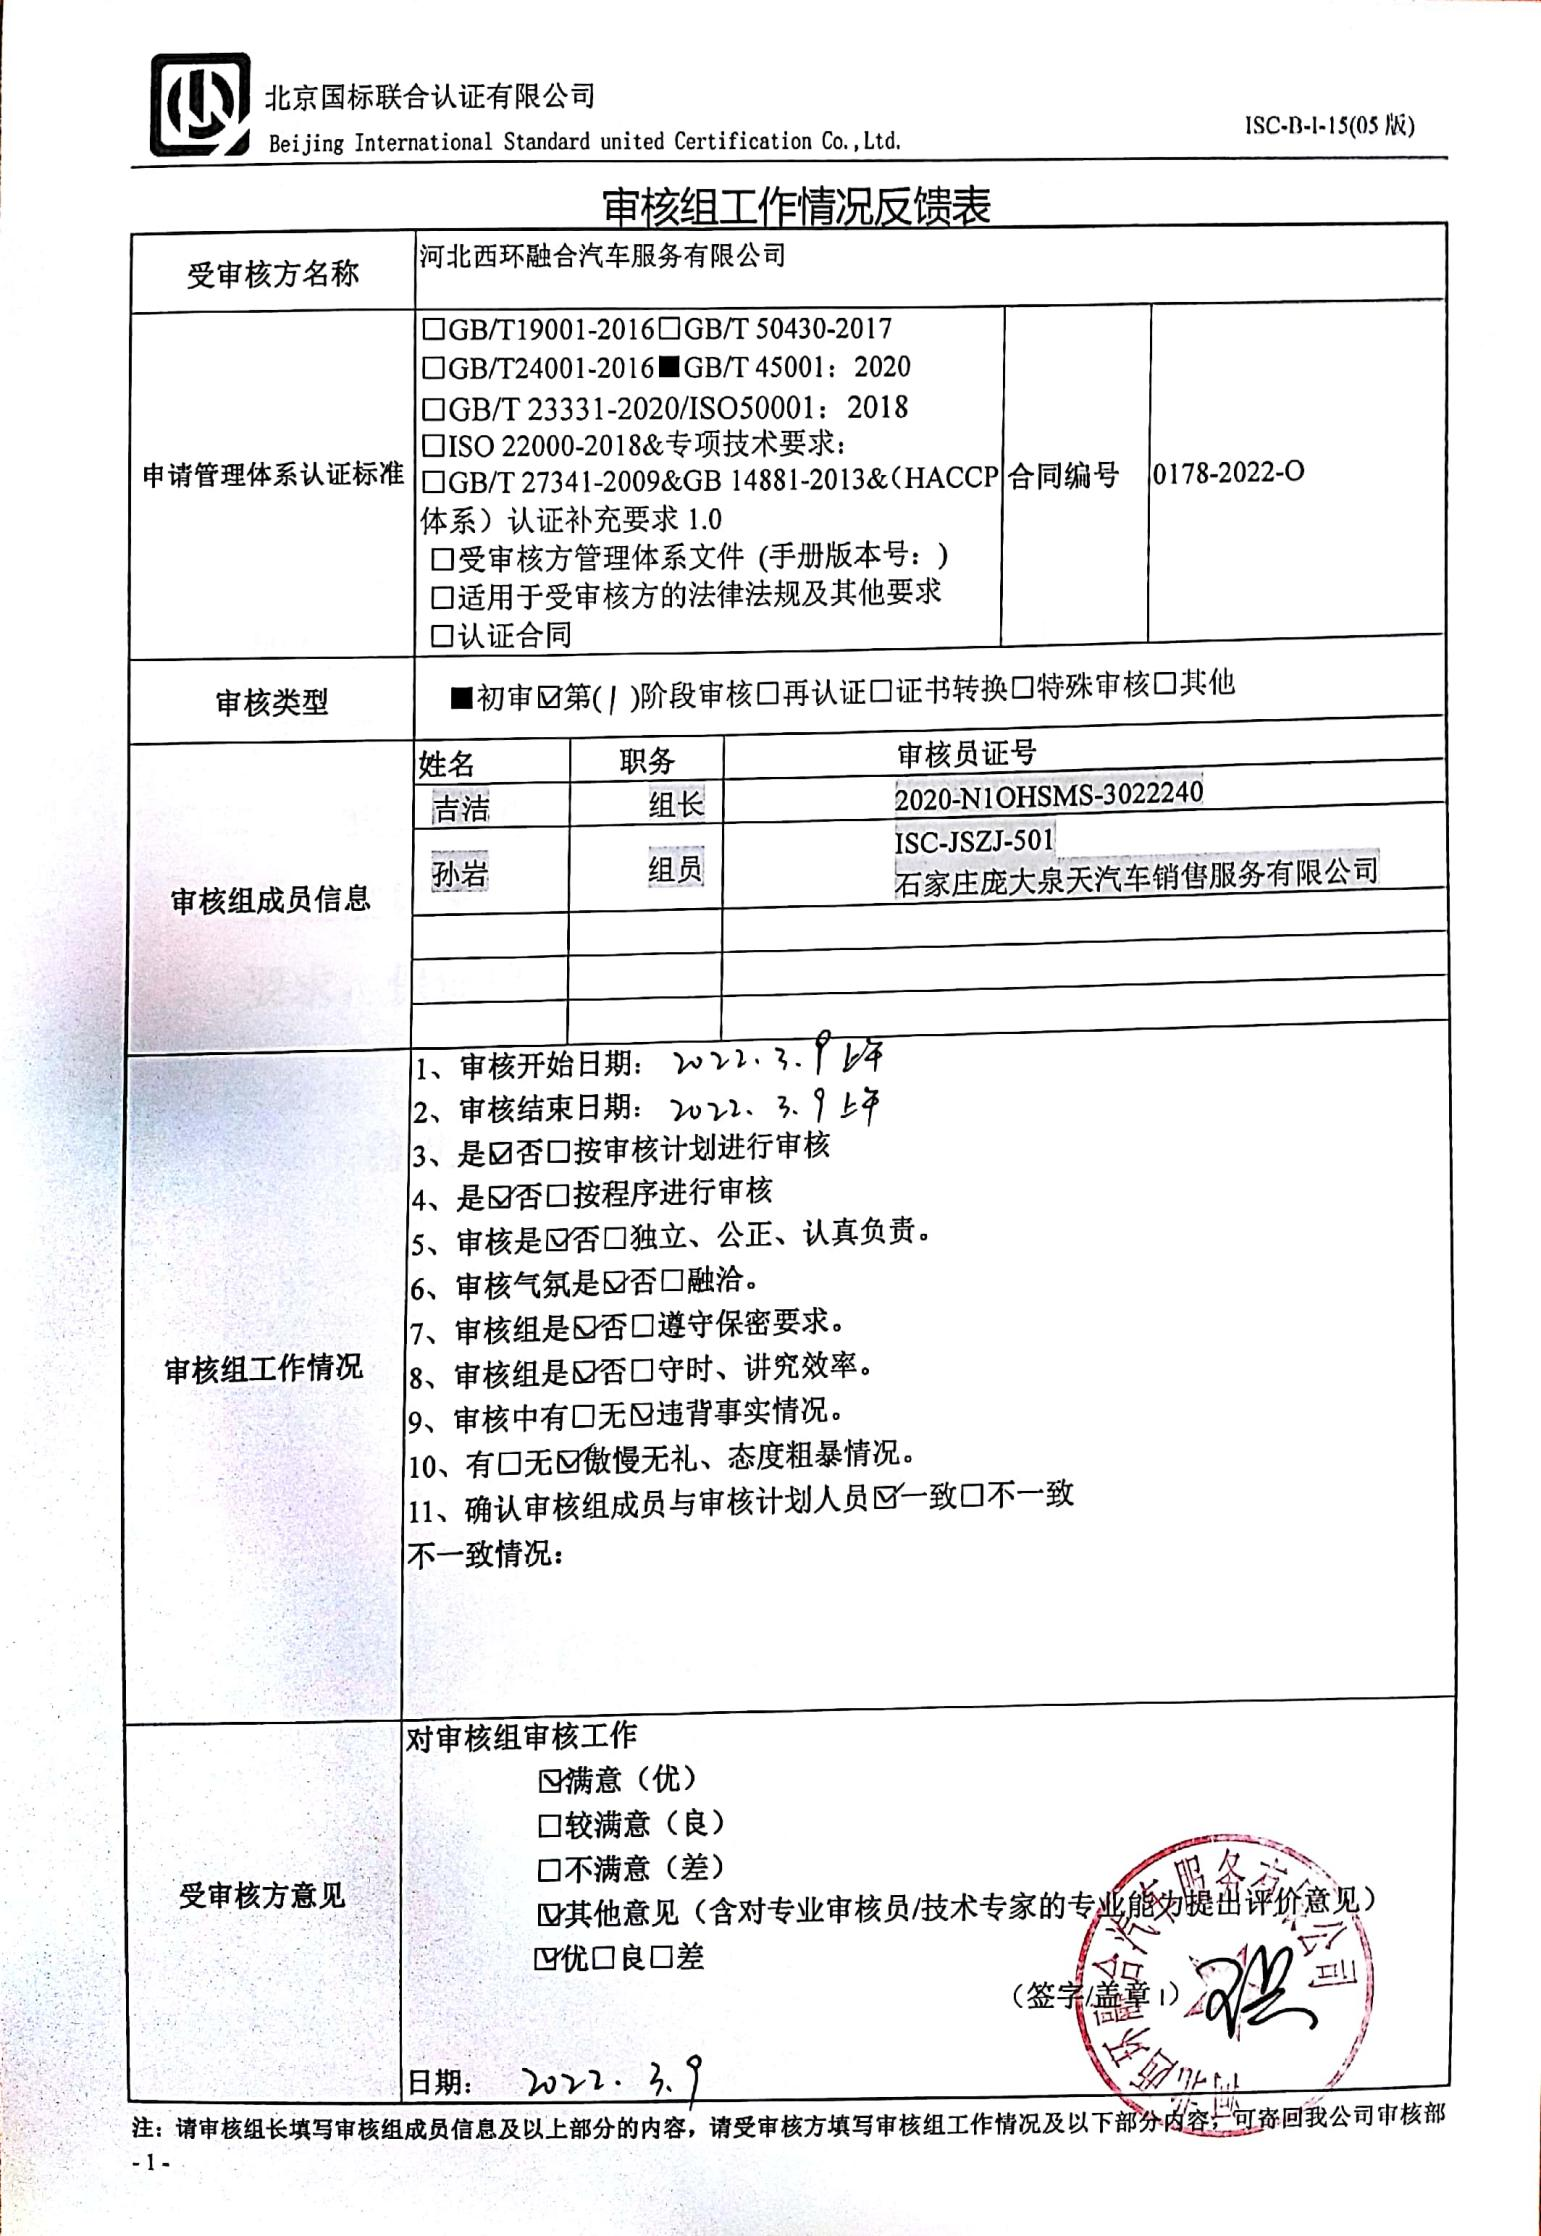 北京国标联合认证有限公司
Beijing International Standard united Certification Co.,Ltd.
ISC-B-I-15(05 版)
审核组工作情况反馈表
受审核方名称
河北西环融合汽车服务有限公司
申请管理体系认证标准
□GB/T19001-2016□GB/T 50430-2017
□GB/T24001-2016■GB/T 45001：2020
□GB/T 23331-2020/ISO50001：2018
□ISO 22000-2018&专项技术要求：
□GB/T 27341-2009&GB 14881-2013&（HACCP
体系）认证补充要求 1.0
□受审核方管理体系文件 (手册版本号：)
□适用于受审核方的法律法规及其他要求
□认证合同
合同编号
0178-2022-O
审核类型
■初审☑第(1)阶段审核□再认证□证书转换□特殊审核□其他
审核组成员信息
姓名 职务 审核员证号
吉洁 组长 2020-N1OHSMS-3022240
孙岩 组员 ISC-JSZJ-501
石家庄庞大泉天汽车销售服务有限公司
审核组工作情况
1、审核开始日期： 2022.3.9上午
2、审核结束日期： 2022.3.9上午
3、是☑否□按审核计划进行审核
4、是☑否□按程序进行审核
5、审核是☑否□独立、公正、认真负责。
6、审核气氛是☑否□融洽。
7、审核组是☑否□遵守保密要求。
8、审核组是☑否□守时、讲究效率。
9、审核中有□无☑违背事实情况。
10、有□无☑傲慢无礼、态度粗暴情况。
11、确认审核组成员与审核计划人员☑一致□不一致
不一致情况：
受审核方意见
对审核组审核工作
☑满意（优）
□较满意（良）
□不满意（差）
☑其他意见（含对专业审核员/技术专家的专业能力提出评价意见）
☑优□良□差
（签字/盖章）
河北西环融合汽车服务有限公司
日期： 2022.3.9
注：请审核组长填写审核组成员信息及以上部分的内容，请受审核方填写审核组工作情况及以下部分内容，可寄回我公司审核部
- 1 -